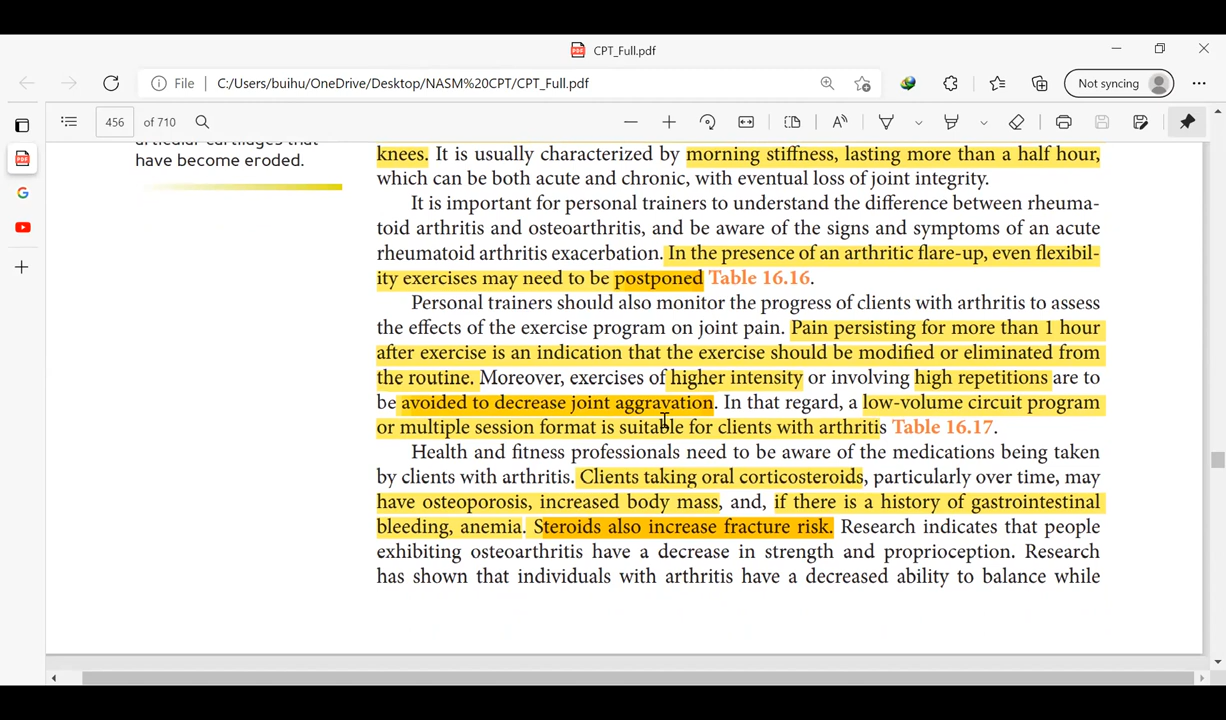 CPT_Full.pdf
File
C:/Users/buihu/OneDrive/Desktop/NASM%20CPT/CPT_Full.pdf
Not syncing
456 of 710
have become eroded.
knees. It is usually characterized by morning stiffness, lasting more than a half hour,
which can be both acute and chronic, with eventual loss of joint integrity.
It is important for personal trainers to understand the difference between rheuma-
toid arthritis and osteoarthritis, and be aware of the signs and symptoms of an acute
rheumatoid arthritis exacerbation. In the presence of an arthritic flare-up, even flexibil-
ity exercises may need to be postponed Table 16.16.
Personal trainers should also monitor the progress of clients with arthritis to assess
the effects of the exercise program on joint pain. Pain persisting for more than 1 hour
after exercise is an indication that the exercise should be modified or eliminated from
the routine. Moreover, exercises of higher intensity or involving high repetitions are to
be avoided to decrease joint aggravation. In that regard, a low-volume circuit program
or multiple session format is suitable for clients with arthritis Table 16.17.
Health and fitness professionals need to be aware of the medications being taken
by clients with arthritis. Clients taking oral corticosteroids, particularly over time, may
have osteoporosis, increased body mass, and, if there is a history of gastrointestinal
bleeding, anemia. Steroids also increase fracture risk. Research indicates that people
exhibiting osteoarthritis have a decrease in strength and proprioception. Research
has shown that individuals with arthritis have a decreased ability to balance while